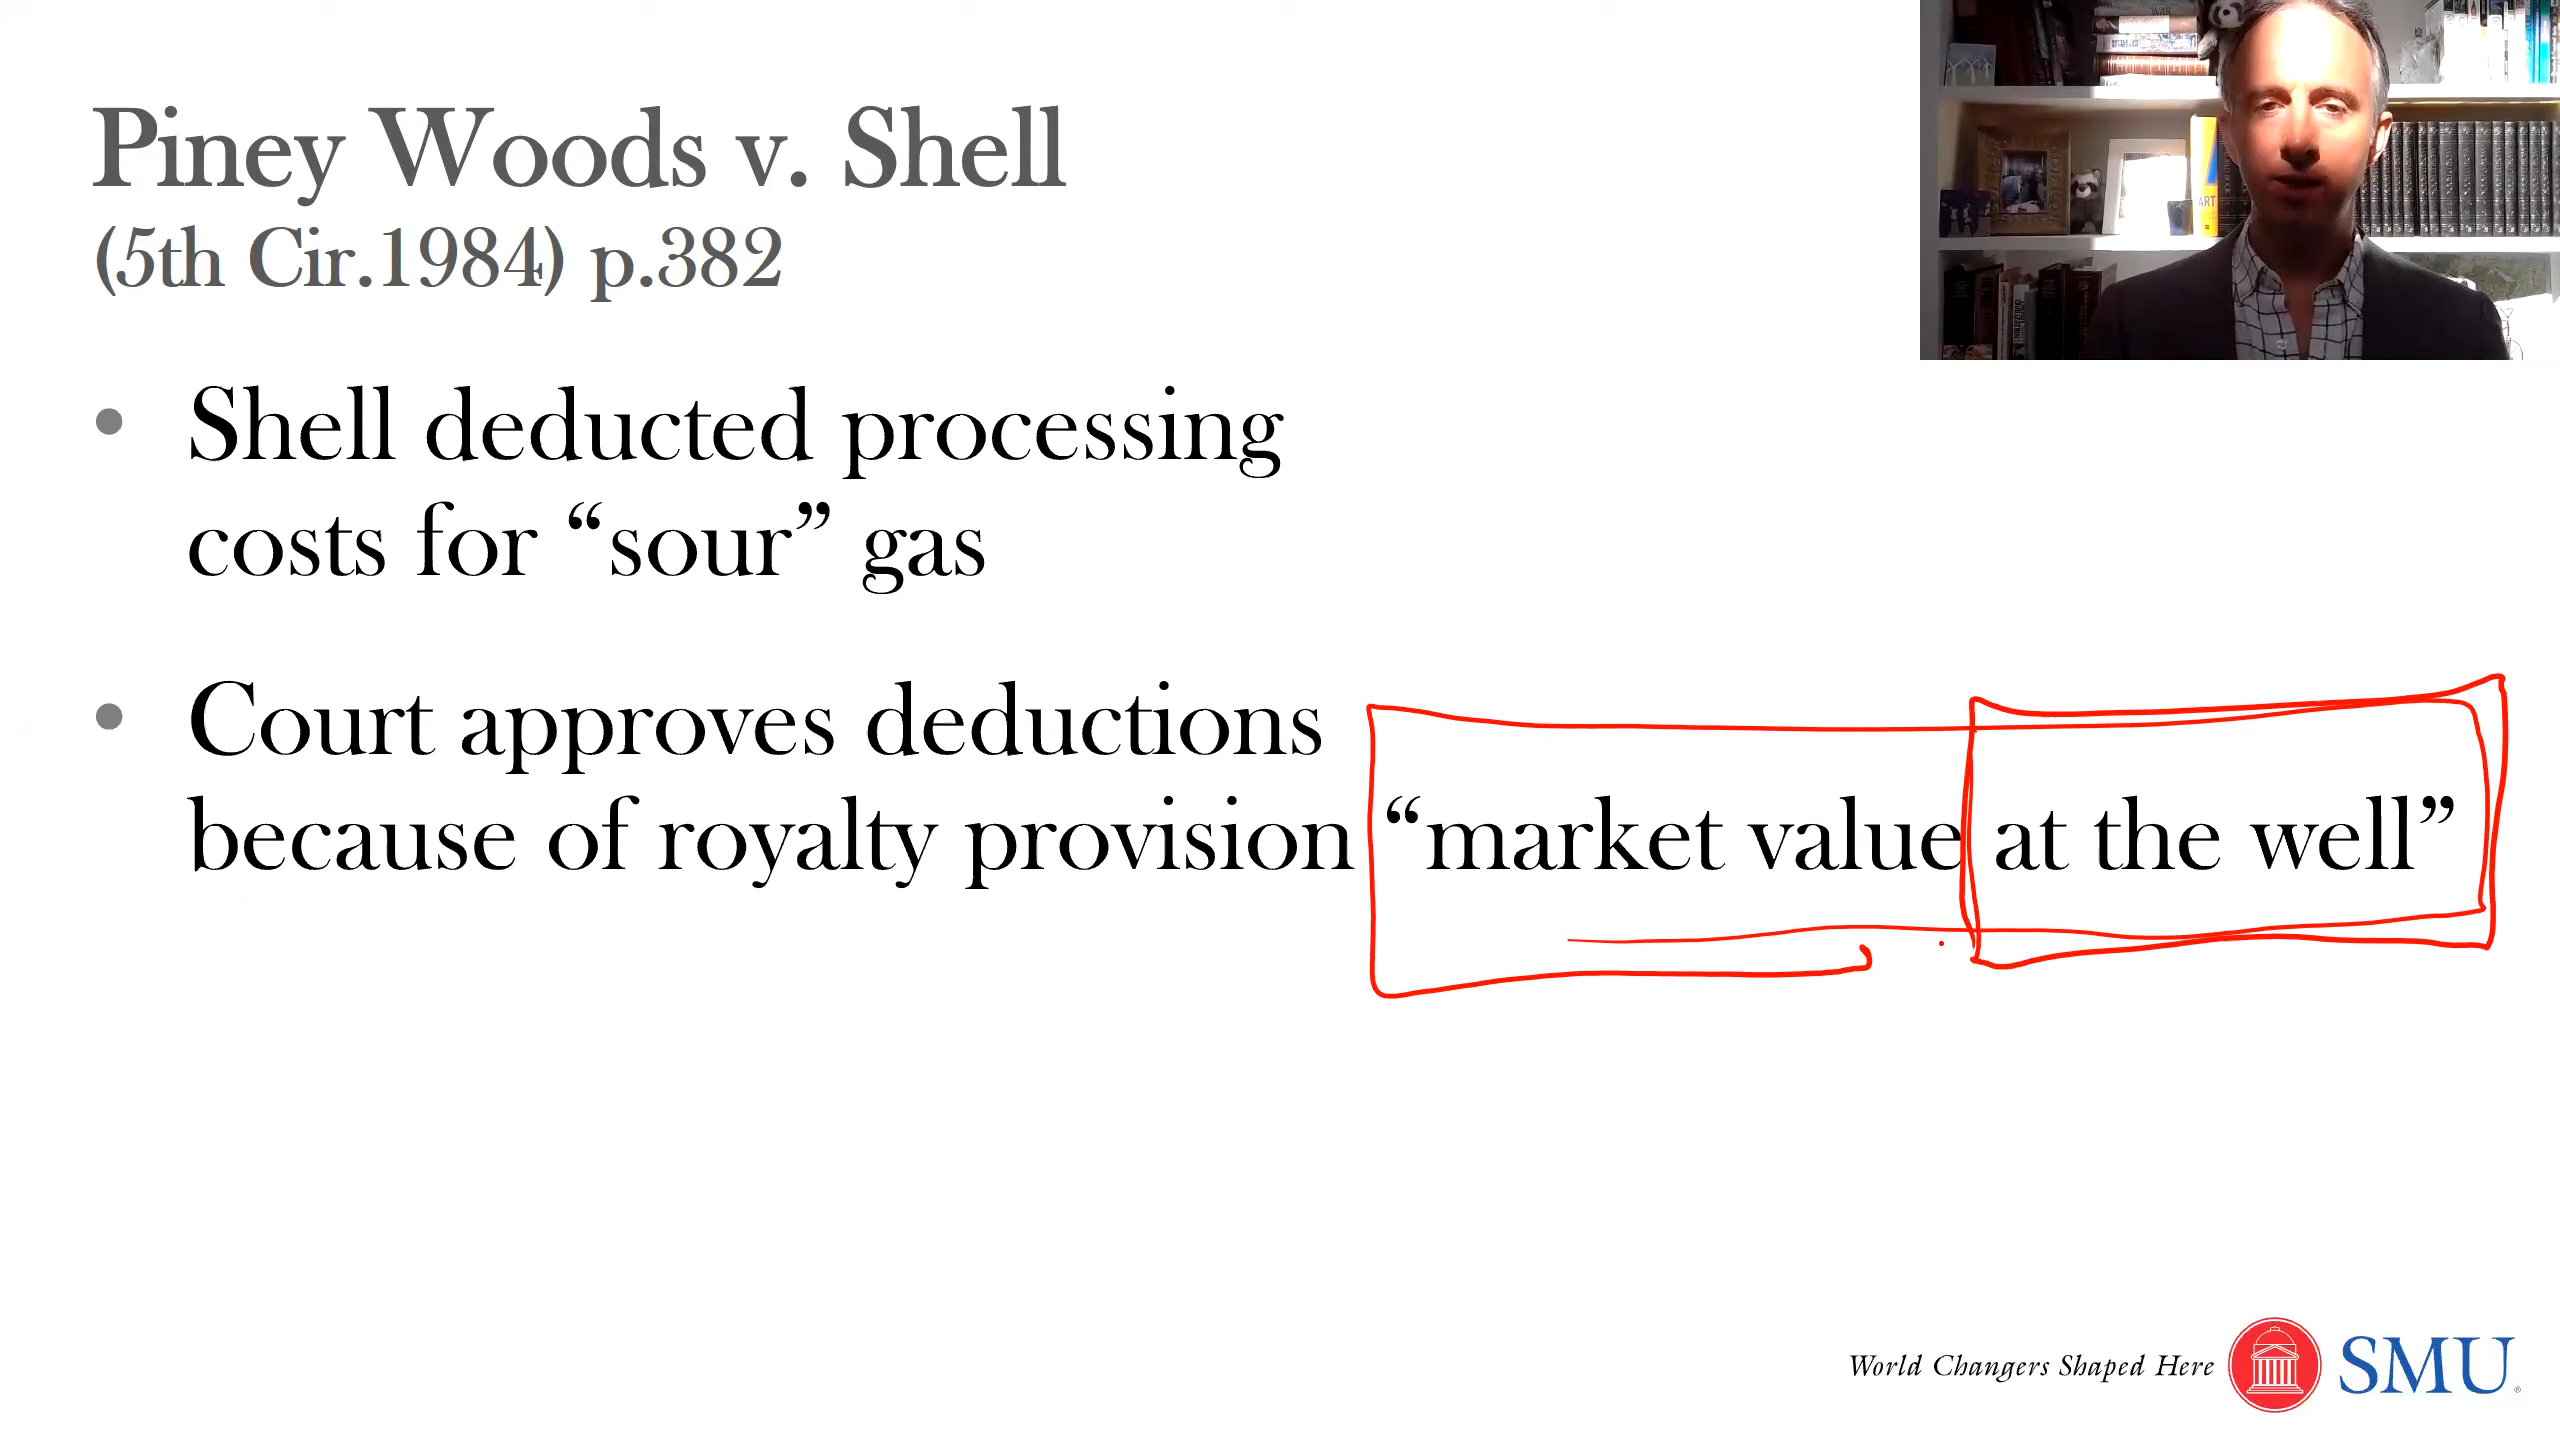 Piney Woods v. Shell
(5th Cir.1984) p.382
• Shell deducted processing
costs for “sour” gas
• Court approves deductions
because of royalty provision “market value at the well”
World Changers Shaped Here SMU®
ART